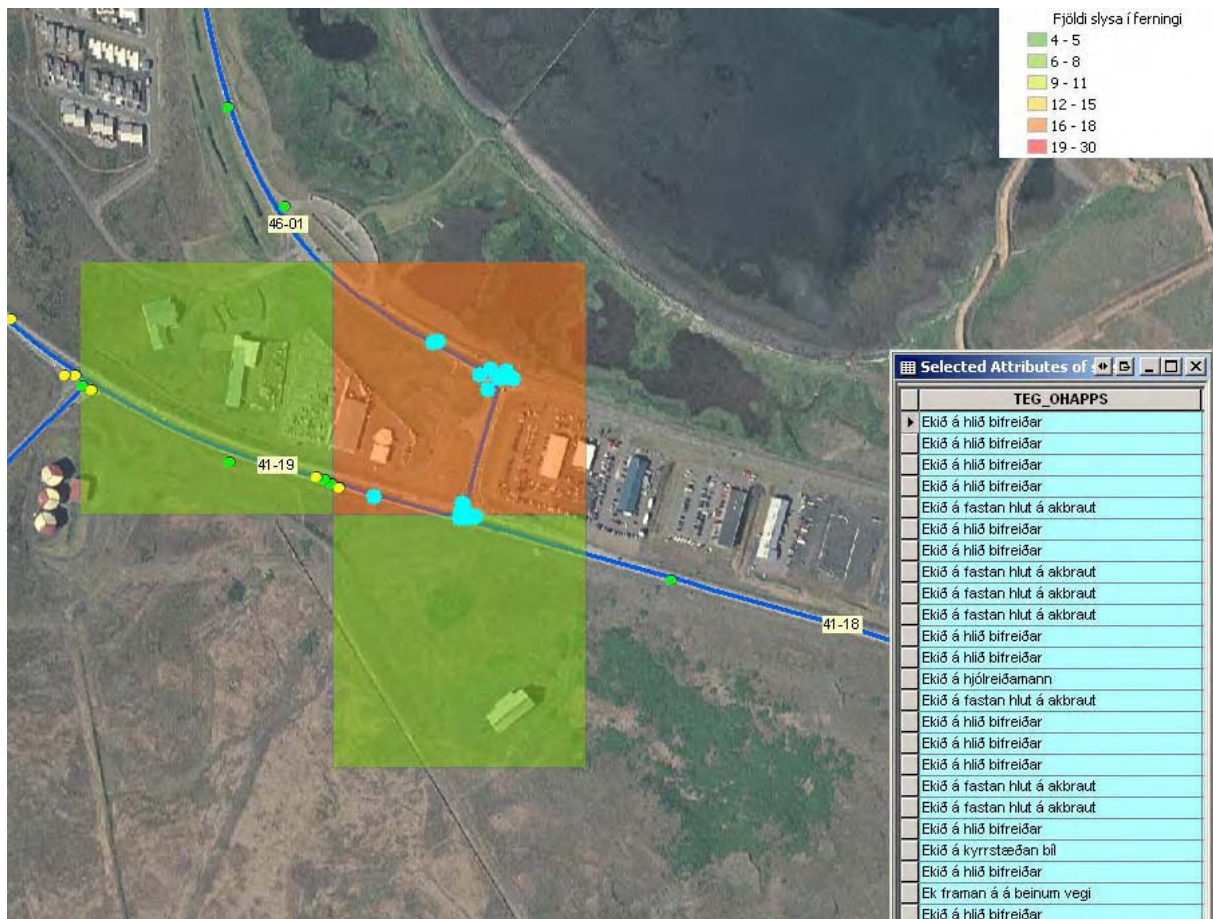 Fjöldi slysa í ferningi
4 - 5
6 - 8
9 - 11
12 - 15
16 - 18
19 - 30
46-01
41-19
41-18
Selected Attributes of
TEG_OHAPPS
Ekið á hlið bifreiðar
Ekið á hlið bifreiðar
Ekið á hlið bifreiðar
Ekið á hlið bifreiðar
Ekið á fastan hlut á akbraut
Ekið á hlið bifreiðar
Ekið á hlið bifreiðar
Ekið á fastan hlut á akbraut
Ekið á fastan hlut á akbraut
Ekið á fastan hlut á akbraut
Ekið á hlið bifreiðar
Ekið á hlið bifreiðar
Ekið á hjólreiðamann
Ekið á fastan hlut á akbraut
Ekið á hlið bifreiðar
Ekið á hlið bifreiðar
Ekið á hlið bifreiðar
Ekið á fastan hlut á akbraut
Ekið á fastan hlut á akbraut
Ekið á hlið bifreiðar
Ekið á kyrrstæðan bíl
Ekið á hlið bifreiðar
Ek framan á á beinum vegi
Ekið á hlið bifreiðar